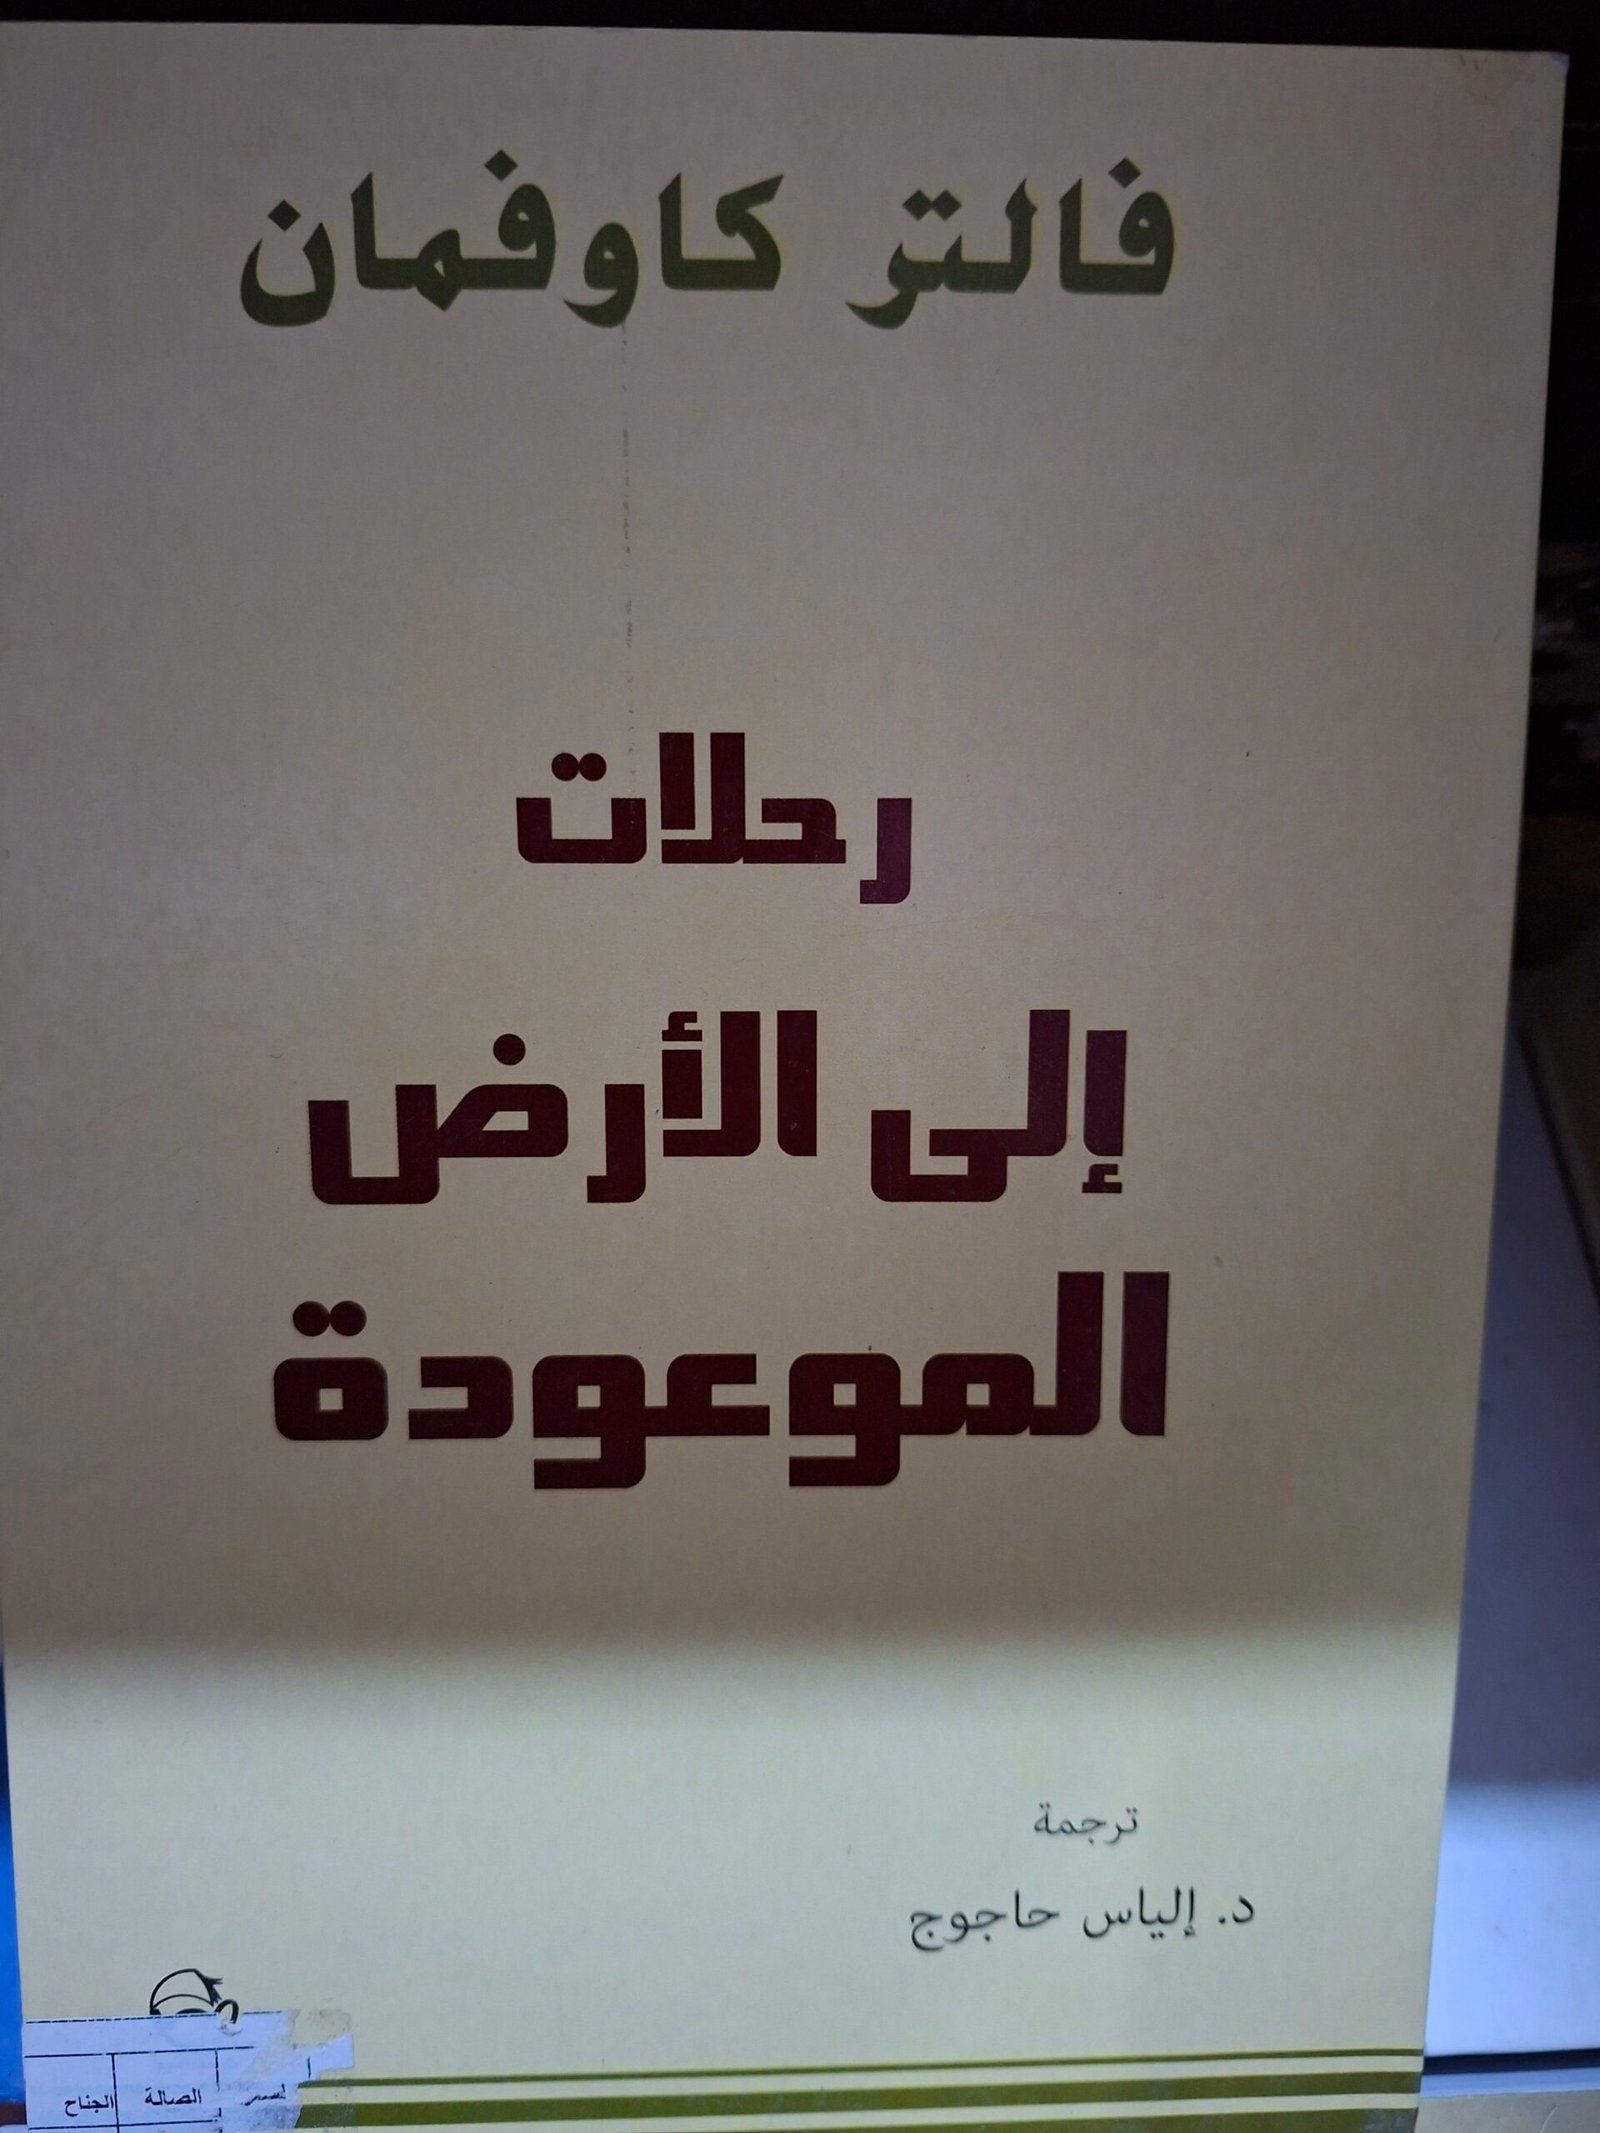 فالتر كاوفمان
رحلات
إلى الأرض
الموعودة
ترجمة
د. إلياس حاجوج
الصالة الجناح